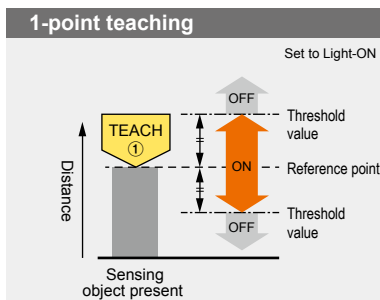 1-point teaching
Set to Light-ON
OFF
Threshold
value
TEACH
①
ON
Reference point
Distance
Threshold
value
OFF
Sensing
object present